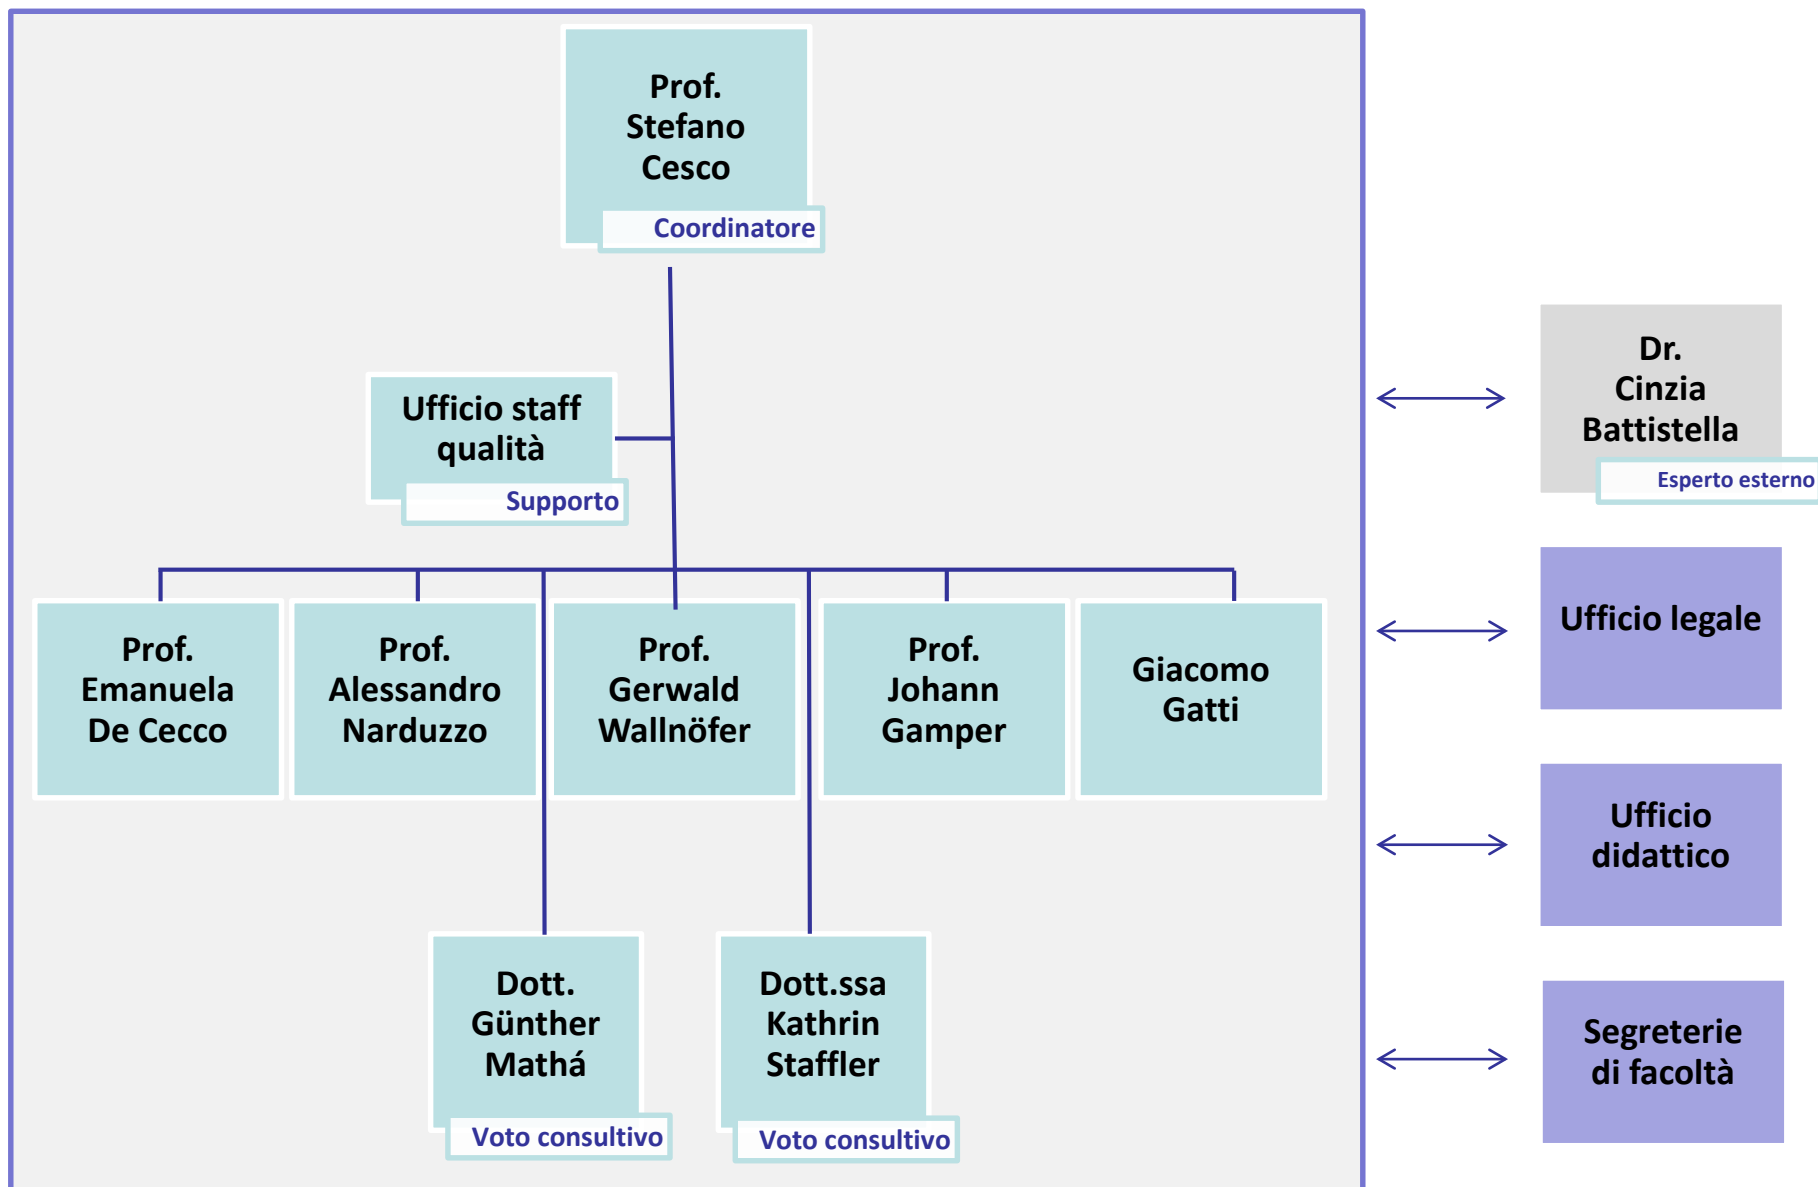 Prof.
Stefano
Cesco
Coordinatore
Ufficio staff
qualità
Supporto
Prof.
Emanuela
De Cecco
Prof.
Alessandro
Narduzzo
Prof.
Gerwald
Wallnöfer
Prof.
Johann
Gamper
Giacomo
Gatti
Dott.
Günther
Mathá
Voto consultivo
Dott.ssa
Kathrin
Staffler
Voto consultivo
Dr.
Cinzia
Battistella
Esperto esterno
Ufficio legale
Ufficio
didattico
Segreterie
di facoltà